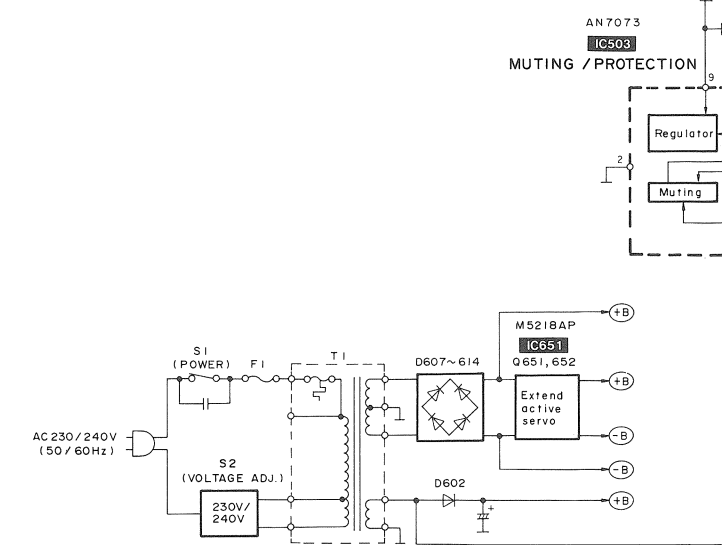 AN7073
IC503
MUTING / PROTECTION
9
Regulator
2
Muting
+B
M5218AP
IC651
Q651, 652
S1
(POWER)
F1
T1
D607~614
+B
Extend
active
servo
AC 230/240V
(50/60Hz)
-B
S2
(VOLTAGE ADJ.)
-B
D602
230V/
240V
+B
+